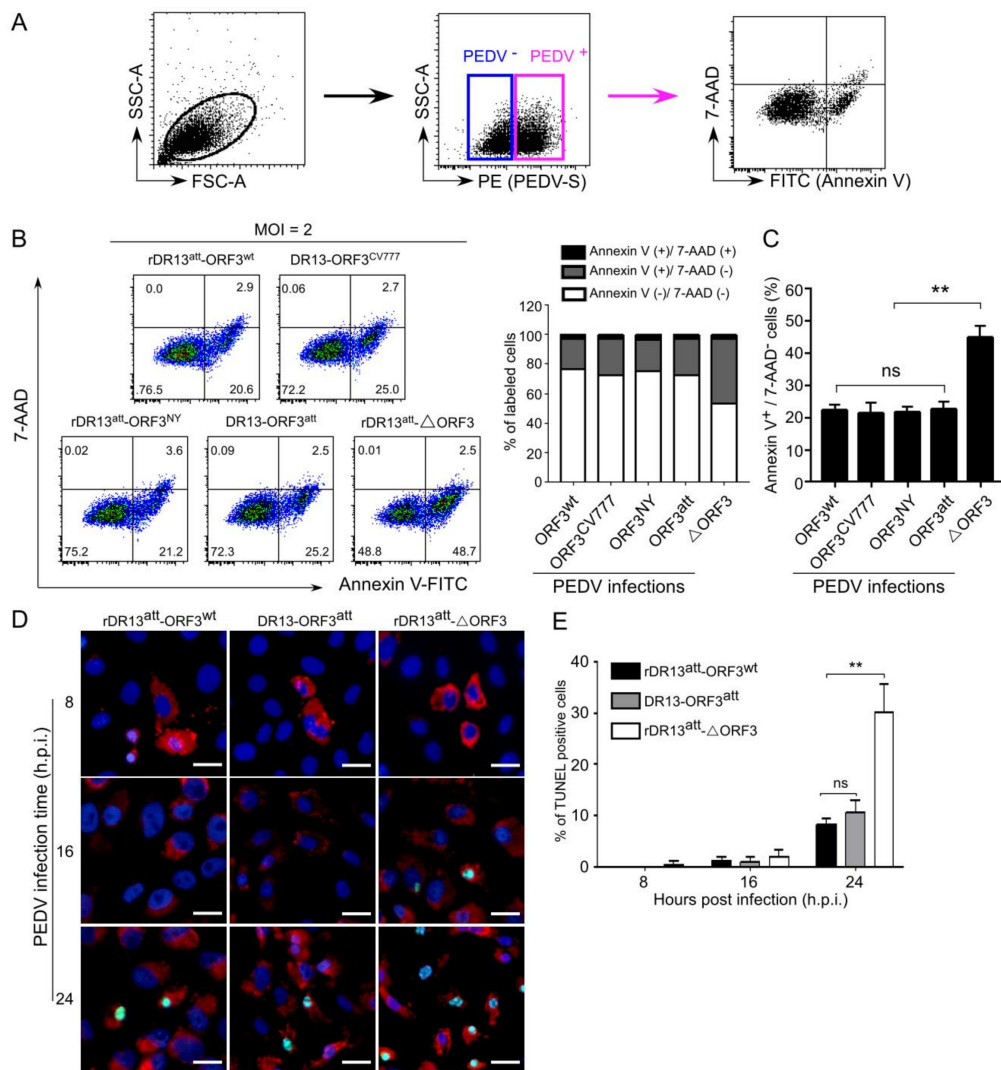 A
SSC-A
FSC-A
SSC-A
PEDV -
PEDV +
PE (PEDV-S)
7-AAD
FITC (Annexin V)
B
MOI = 2
rDR13att-ORF3wt
DR13-ORF3CV777
0.0
2.9
.76.5
20.6
0.06
2.7
72.2
25.0
rDR13att-ORF3NY
DR13-ORF3att
rDR13att-△ORF3
0.02
3.6
75.2
21.2
0.09
2.5
72.3
25.2
0.01
2.5
48.8
48.7
7-AAD
Annexin V-FITC
Annexin V (+)/ 7-AAD (+)
Annexin V (+)/ 7-AAD (-)
Annexin V (-)/ 7-AAD (-)
% of labeled cells
120
100
80
60
40
20
0
ORF3wt
ORF3CV777
ORF3NY
ORF3att
△ORF3
PEDV infections
C
Annexin V+ / 7-AAD- cells (%)
60
50
40
30
20
10
0
**
ns
ORF3wt
ORF3CV777
ORF3NY
ORF3att
△ORF3
PEDV infections
D
rDR13att-ORF3wt
DR13-ORF3att
rDR13att-△ORF3
PEDV infection time (h.p.i.)
8
16
24
E
% of TUNEL positive cells
40
30
20
10
0
rDR13att-ORF3wt
DR13-ORF3att
rDR13att-△ORF3
**
ns
8
16
24
Hours post infection (h.p.i.)